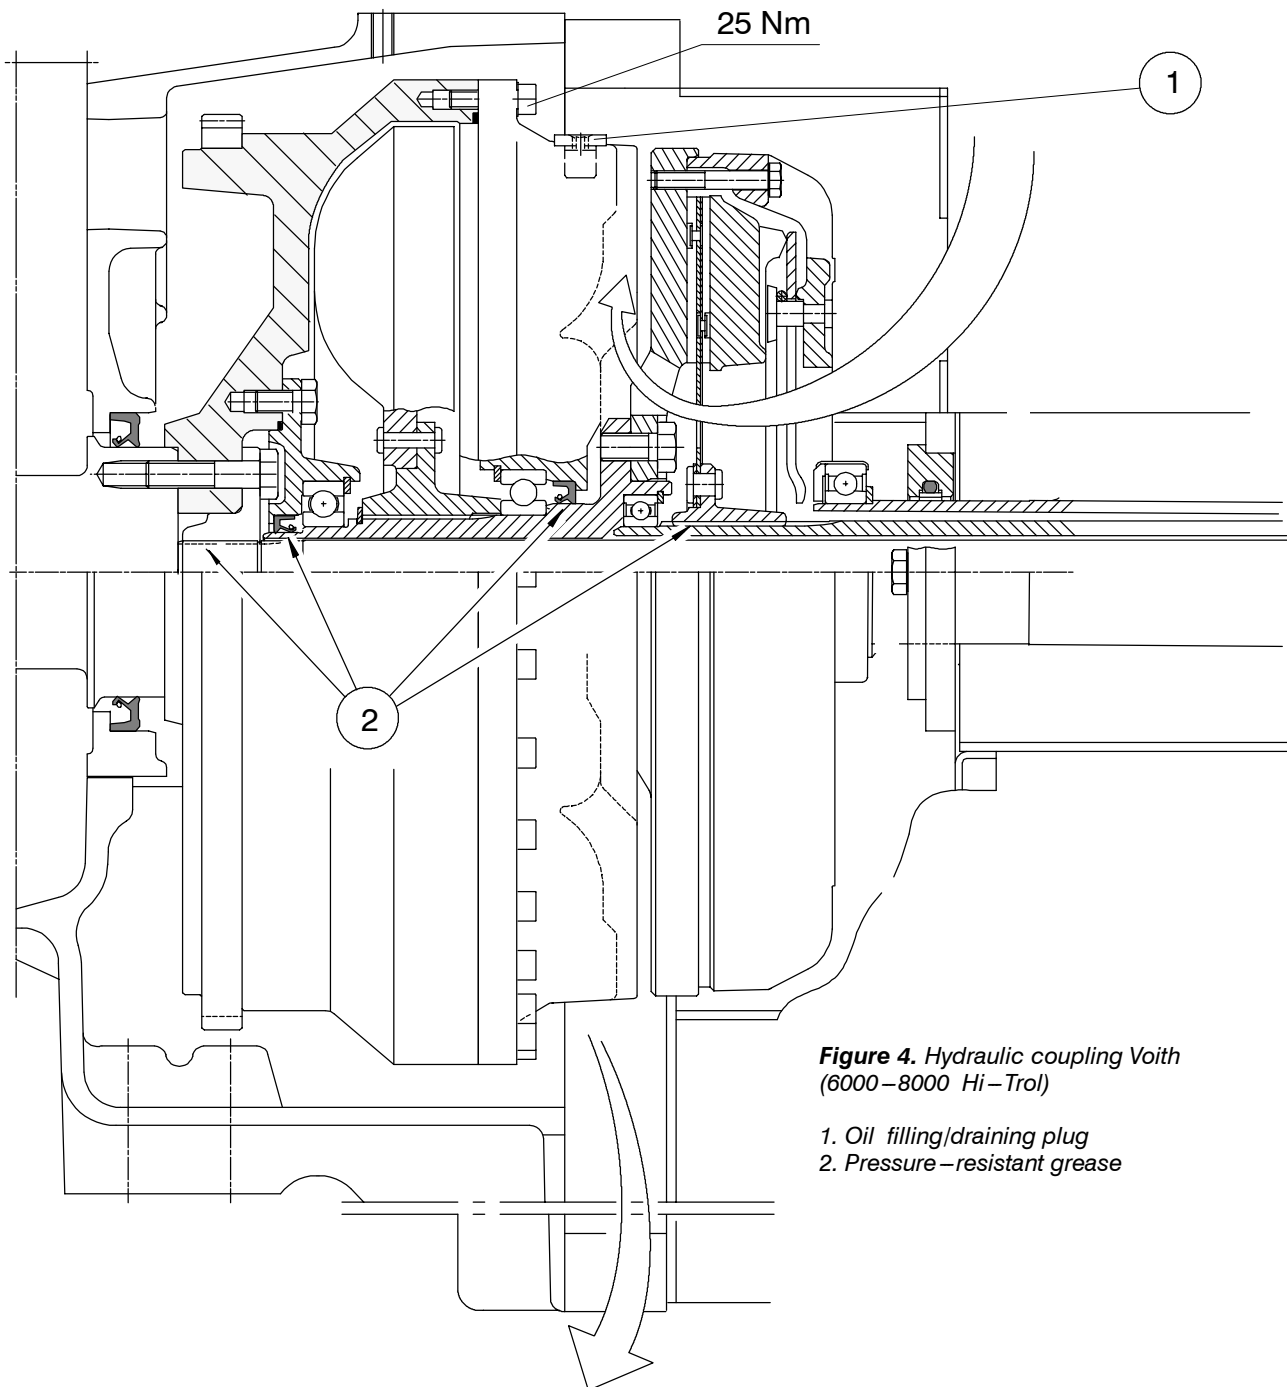 25 Nm
1
2
Figure 4. Hydraulic coupling Voith
(6000–8000 Hi–Trol)
1. Oil filling/draining plug
2. Pressure–resistant grease